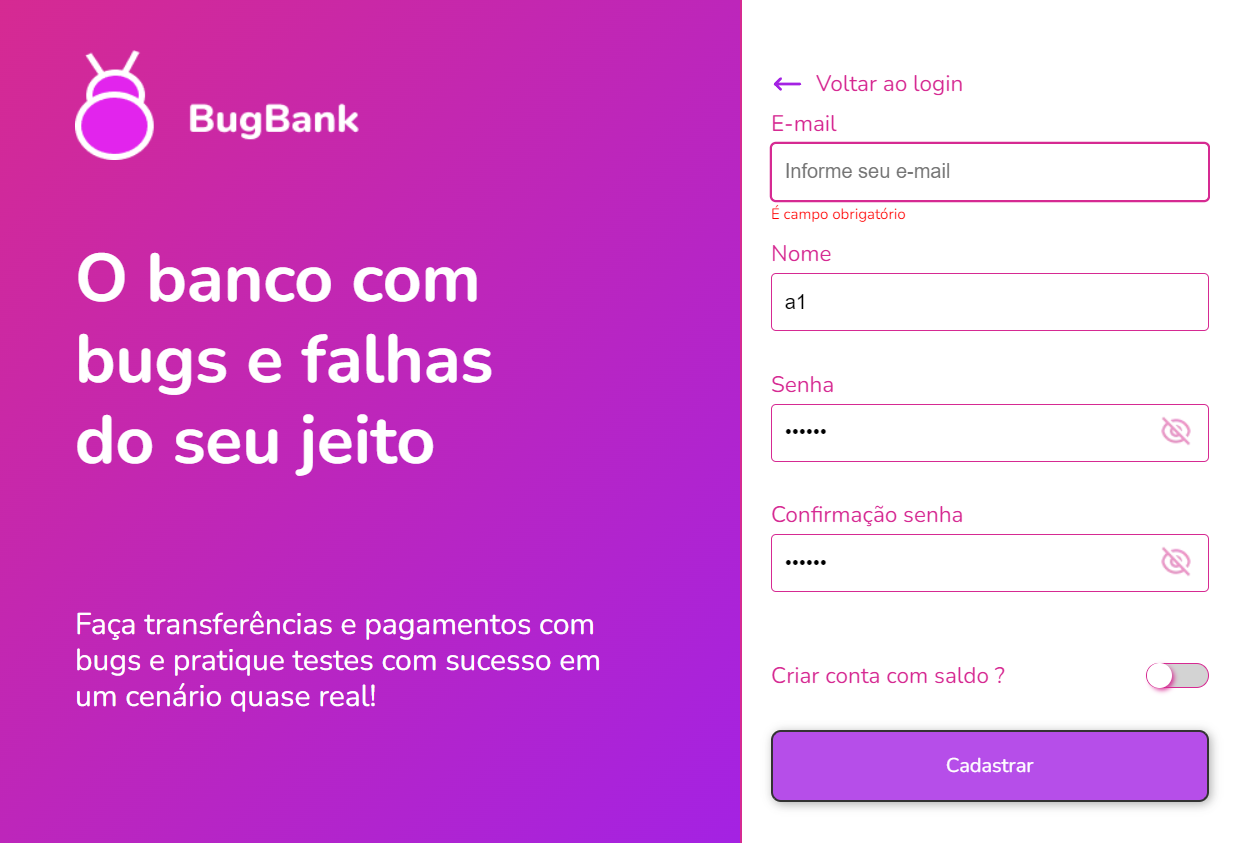 BugBank
O banco com
bugs e falhas
do seu jeito
Faça transferências e pagamentos com
bugs e pratique testes com sucesso em
um cenário quase real!
Voltar ao login
E-mail
Informe seu e-mail
É campo obrigatório
Nome
a1
Senha
••••••
Confirmação senha
••••••
Criar conta com saldo ?
Cadastrar